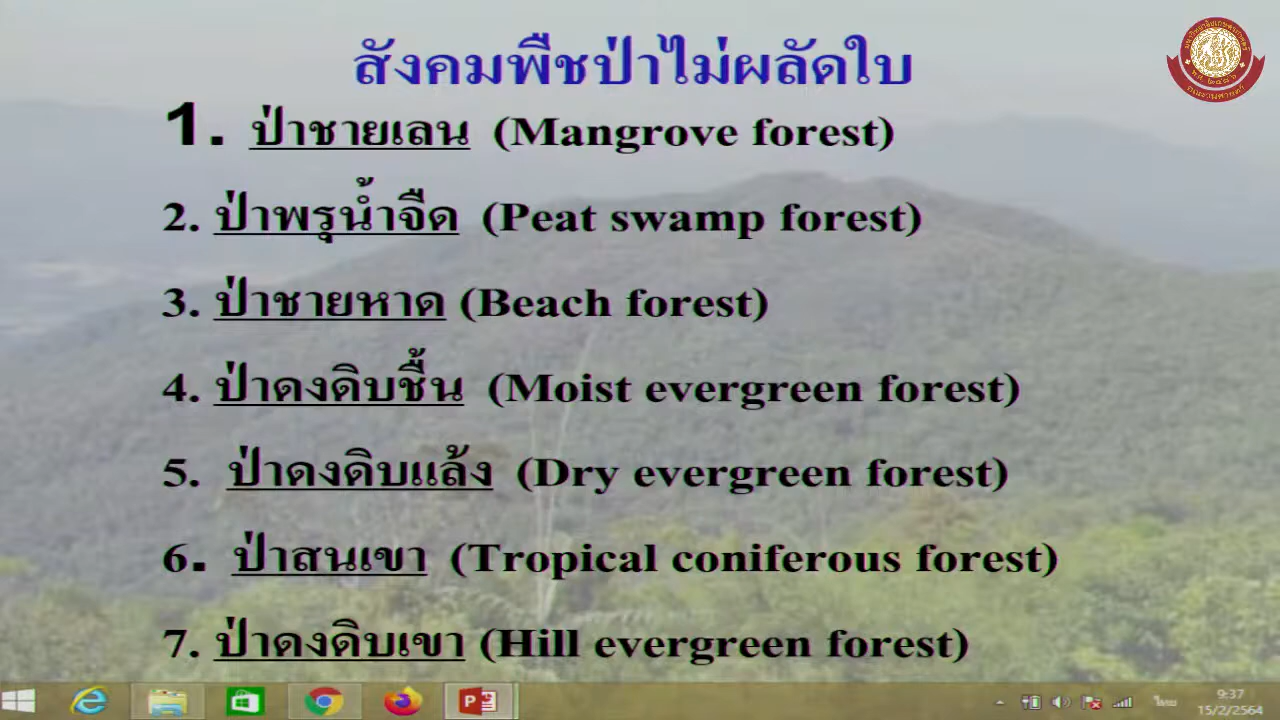 สังคมพืชป่าไม่ผลัดใบ
1. ป่าชายเลน (Mangrove forest)
2. ป่าพรุน้ำจืด (Peat swamp forest)
3. ป่าชายหาด (Beach forest)
4. ป่าดงดิบชื้น (Moist evergreen forest)
5. ป่าดงดิบแล้ง (Dry evergreen forest)
6. ป่าสนเขา (Tropical coniferous forest)
7. ป่าดงดิบเขา (Hill evergreen forest)
ไทย
9:37
15/2/2564